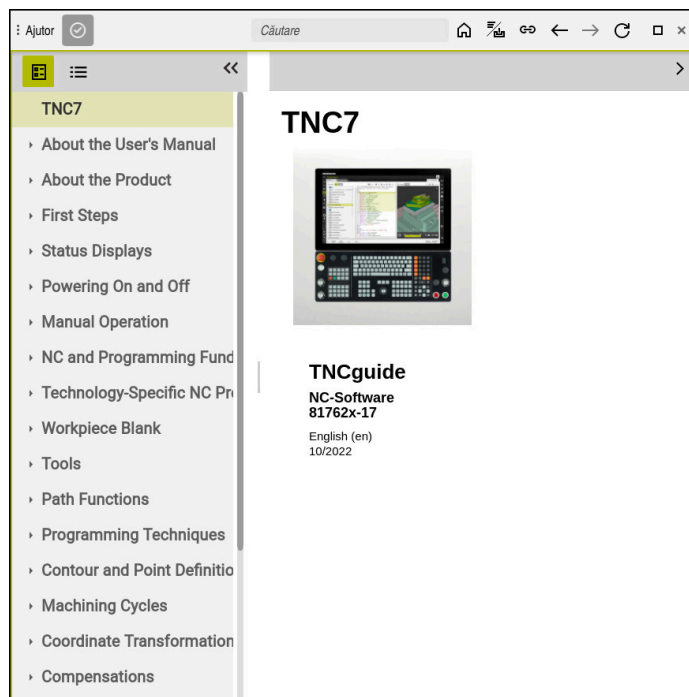 Ajutor
Căutare
TNC7
About the User's Manual
About the Product
First Steps
Status Displays
Powering On and Off
Manual Operation
NC and Programming Fund
Technology-Specific NC Pr
Workpiece Blank
Tools
Path Functions
Programming Techniques
Contour and Point Definitio
Machining Cycles
Coordinate Transformation
Compensations
TNC7
TNCguide
NC-Software
81762x-17
English (en)
10/2022